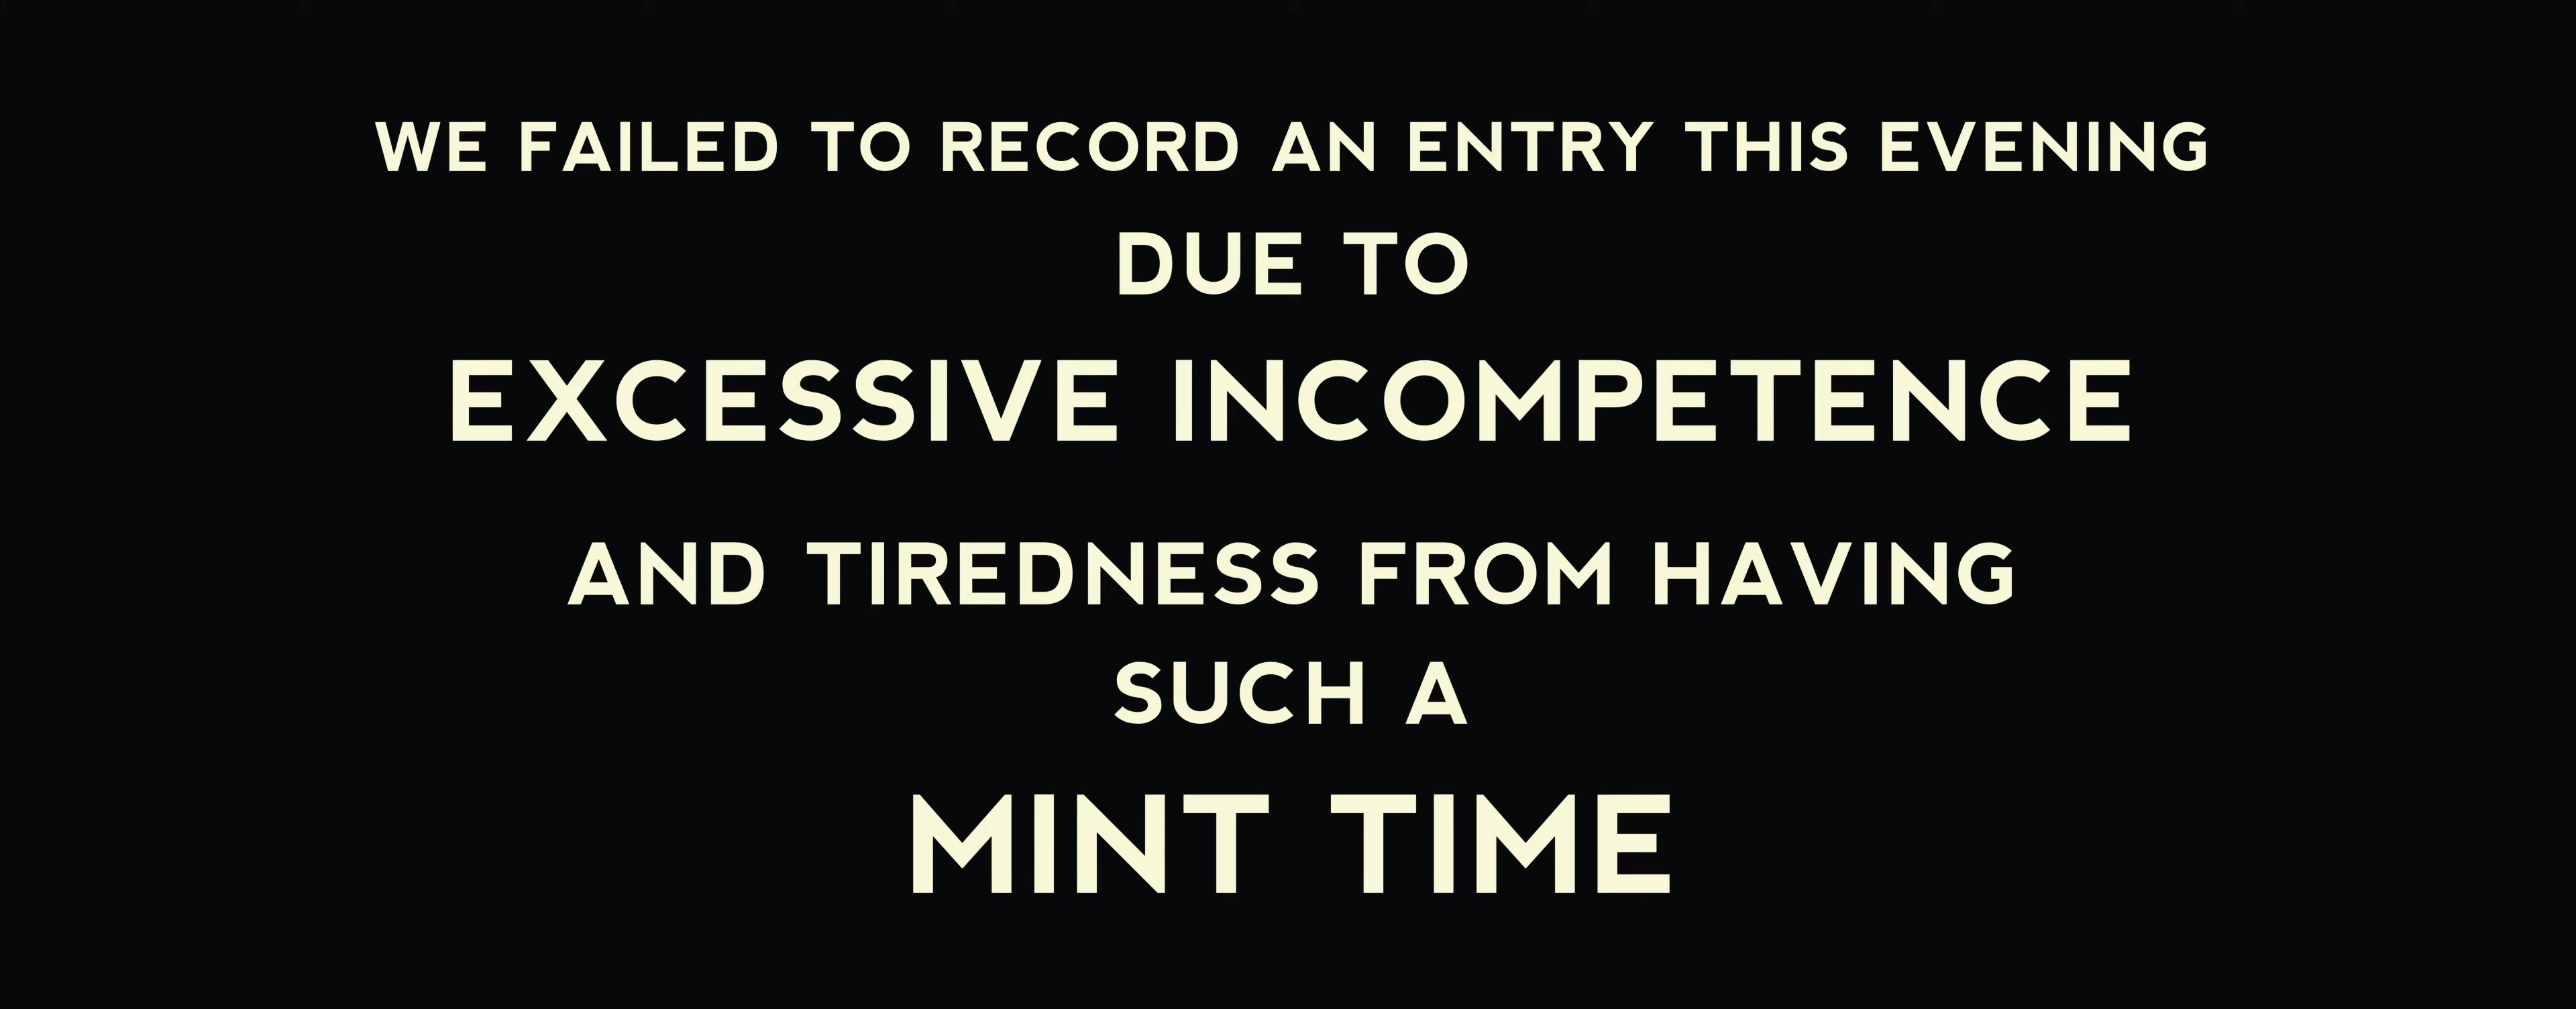 WE FAILED TO RECORD AN ENTRY THIS EVENING
DUE TO
EXCESSIVE INCOMPETENCE
AND TIREDNESS FROM HAVING
SUCH A
MINT TIME